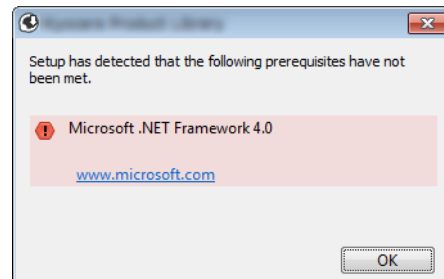 Setup has detected that the following prerequisites have not
been met.
Microsoft .NET Framework 4.0
www.microsoft.com
OK